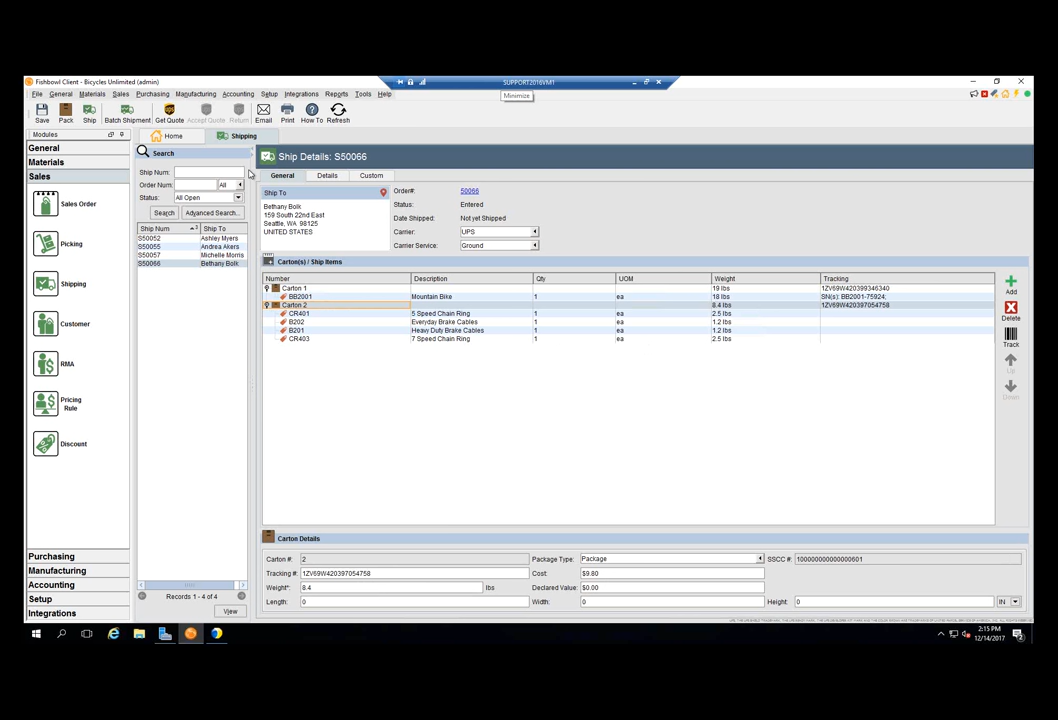 Fishbowl Client - Bicycles Unlimited (admin)
SUPPORT2016VM1
Minimize
File General Materials Sales Purchasing Manufacturing Accounting Setup Integrations Reports Tools Help
Save Pack Ship Batch Shipment Get Quote Accept Quote Return Email Print How To Refresh
Modules
General
Materials
Sales
Sales Order
Picking
Shipping
Customer
RMA
Pricing
Rule
Discount
Purchasing
Manufacturing
Accounting
Setup
Integrations
Home Shipping
Search
Ship Num:
Order Num: All
Status: All Open
Search Advanced Search...
Ship Num Ship To
S50052 Ashley Myers
S50055 Andrea Akers
S50057 Michelle Morris
S50066 Bethany Bolk
Records 1 - 4 of 4
View
Ship Details: S50066
General Details Custom
Ship To
Bethany Bolk
159 South 22nd East
Seattle, WA 98125
UNITED STATES
Order#: 50066
Status: Entered
Date Shipped: Not yet Shipped
Carrier: UPS
Carrier Service: Ground
Carton(s) / Ship Items
Number Description Qty UOM Weight Tracking
Carton 1 19 lbs 1ZV69W420399346340
BB2001 Mountain Bike 1 ea 18 lbs SN(s): BB2001-75924;
Carton 2 8.4 lbs 1ZV69W420397054758
CR401 5 Speed Chain Ring 1 ea 2.5 lbs
B202 Everyday Brake Cables 1 ea 1.2 lbs
B201 Heavy Duty Brake Cables 1 ea 1.2 lbs
CR403 7 Speed Chain Ring 1 ea 2.5 lbs
Add
Delete
Track
Up
Down
Carton Details
Carton #: 2 Package Type: Package SSCC #: 100000000000000601
Tracking #: 1ZV69W420397054758 Cost: $9.80
Weight*: 8.4 lbs Declared Value: $0.00
Length: 0 Width: 0 Height: 0 IN
2:15 PM
12/14/2017
2